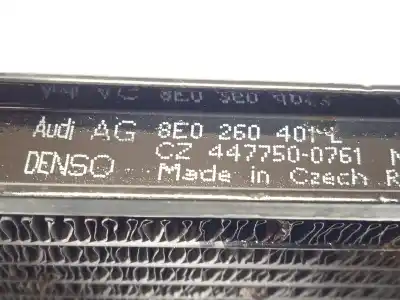 Audi AG 8E0 260 401 L
DENSO CZ 447750-0761 M
Made in Czech R